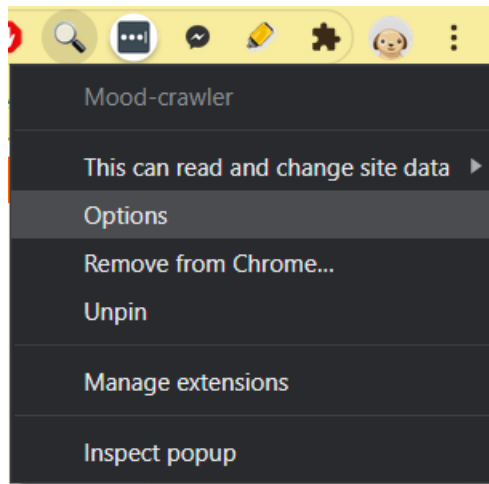 Mood-crawler
This can read and change site data
Options
Remove from Chrome...
Unpin
Manage extensions
Inspect popup